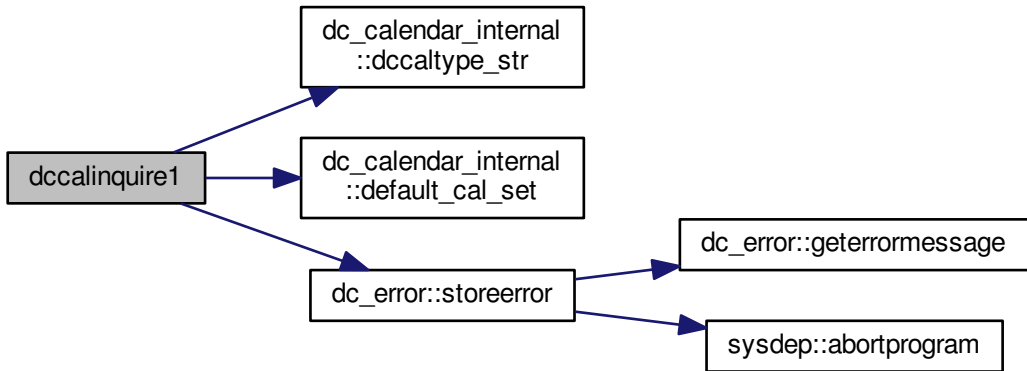 dc_calendar_internal
::dccaltype_str
dccalinquire1
dc_calendar_internal
::default_cal_set
dc_error::storeerror
dc_error::geterrormessage
sysdep::abortprogram